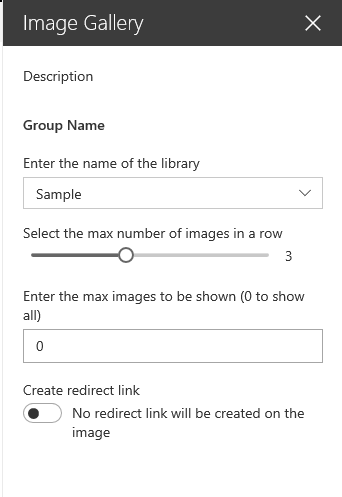 Image Gallery
Description
Group Name
Enter the name of the library
Sample
Select the max number of images in a row
3
Enter the max images to be shown (0 to show
all)
0
Create redirect link
No redirect link will be created on the
image